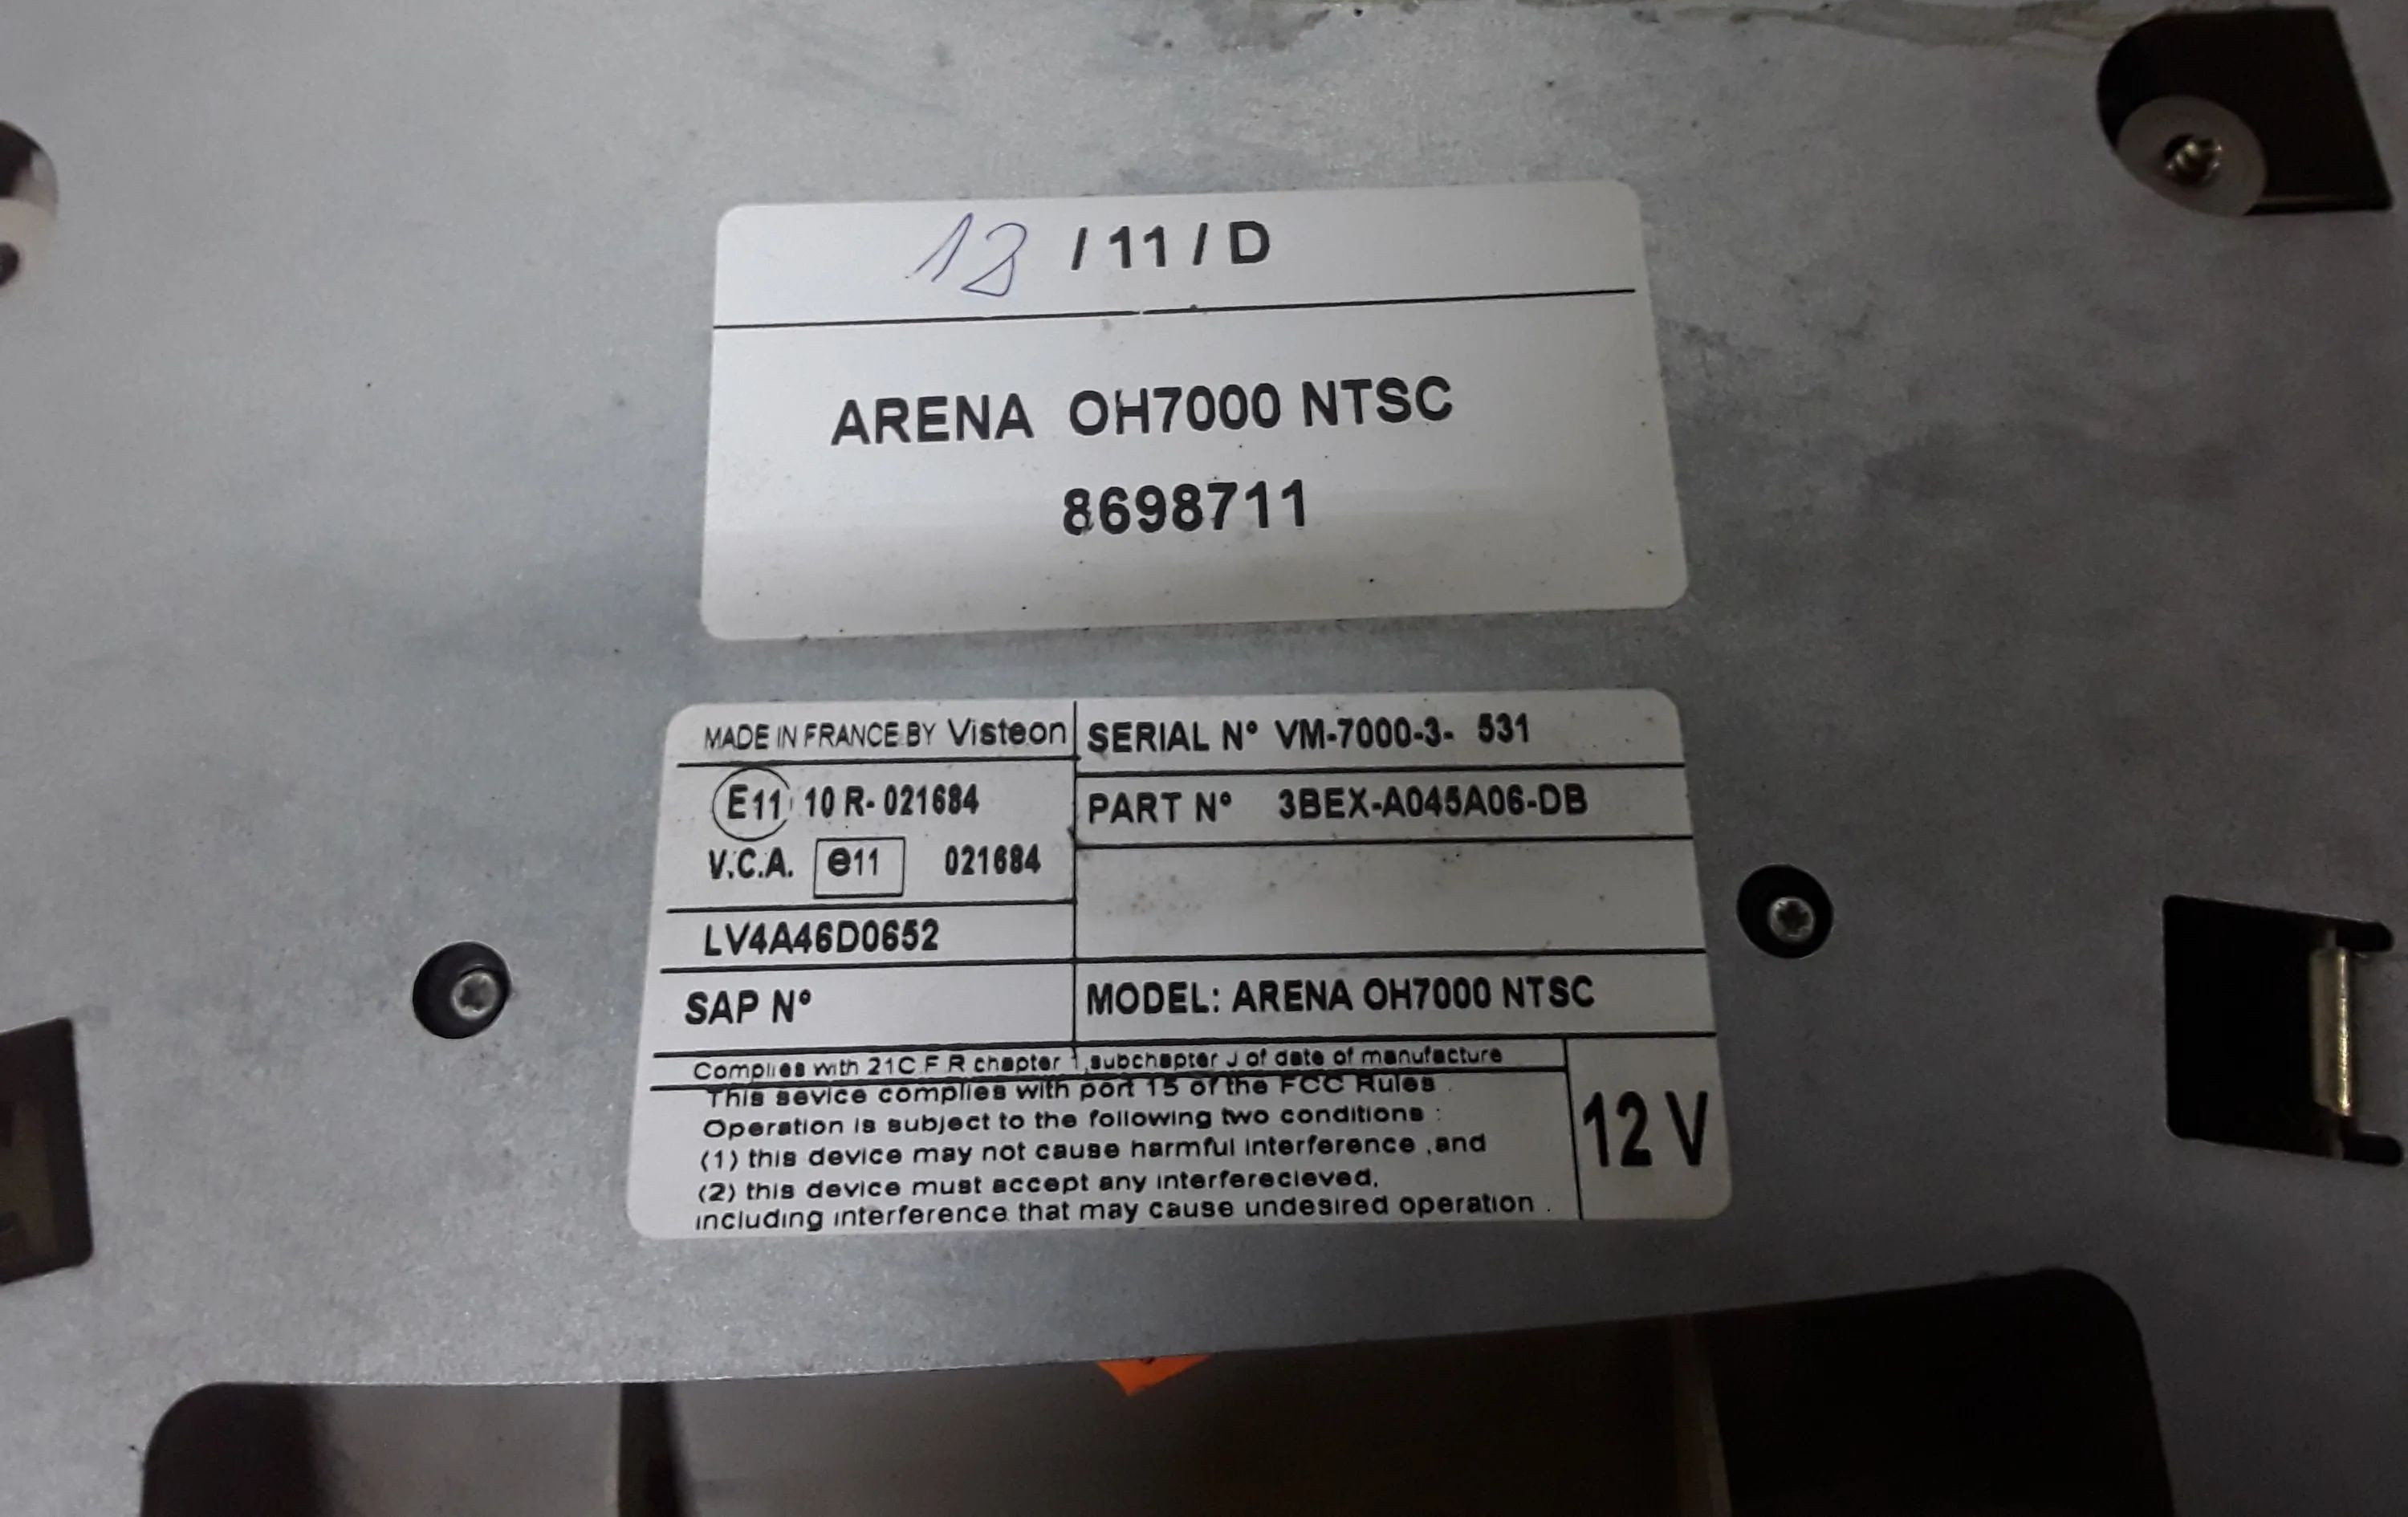 18 / 11 / D
ARENA OH7000 NTSC
8698711
MADE IN FRANCE BY Visteon
SERIAL N° VM-7000-3- 531
E11 10 R- 021684
PART N° 3BEX-A045A06-DB
V.C.A. e11 021684
LV4A46D0652
SAP N°
MODEL: ARENA OH7000 NTSC
Complies with 21C F R chapter 1,subchapter J of date of manufacture
This sevice complies with port 15 of the FCC Rules .
Operation is subject to the following two conditions :
(1) this device may not cause harmful interference ,and
(2) this device must accept any interferecieved,
including interference that may cause undesired operation .
12 V